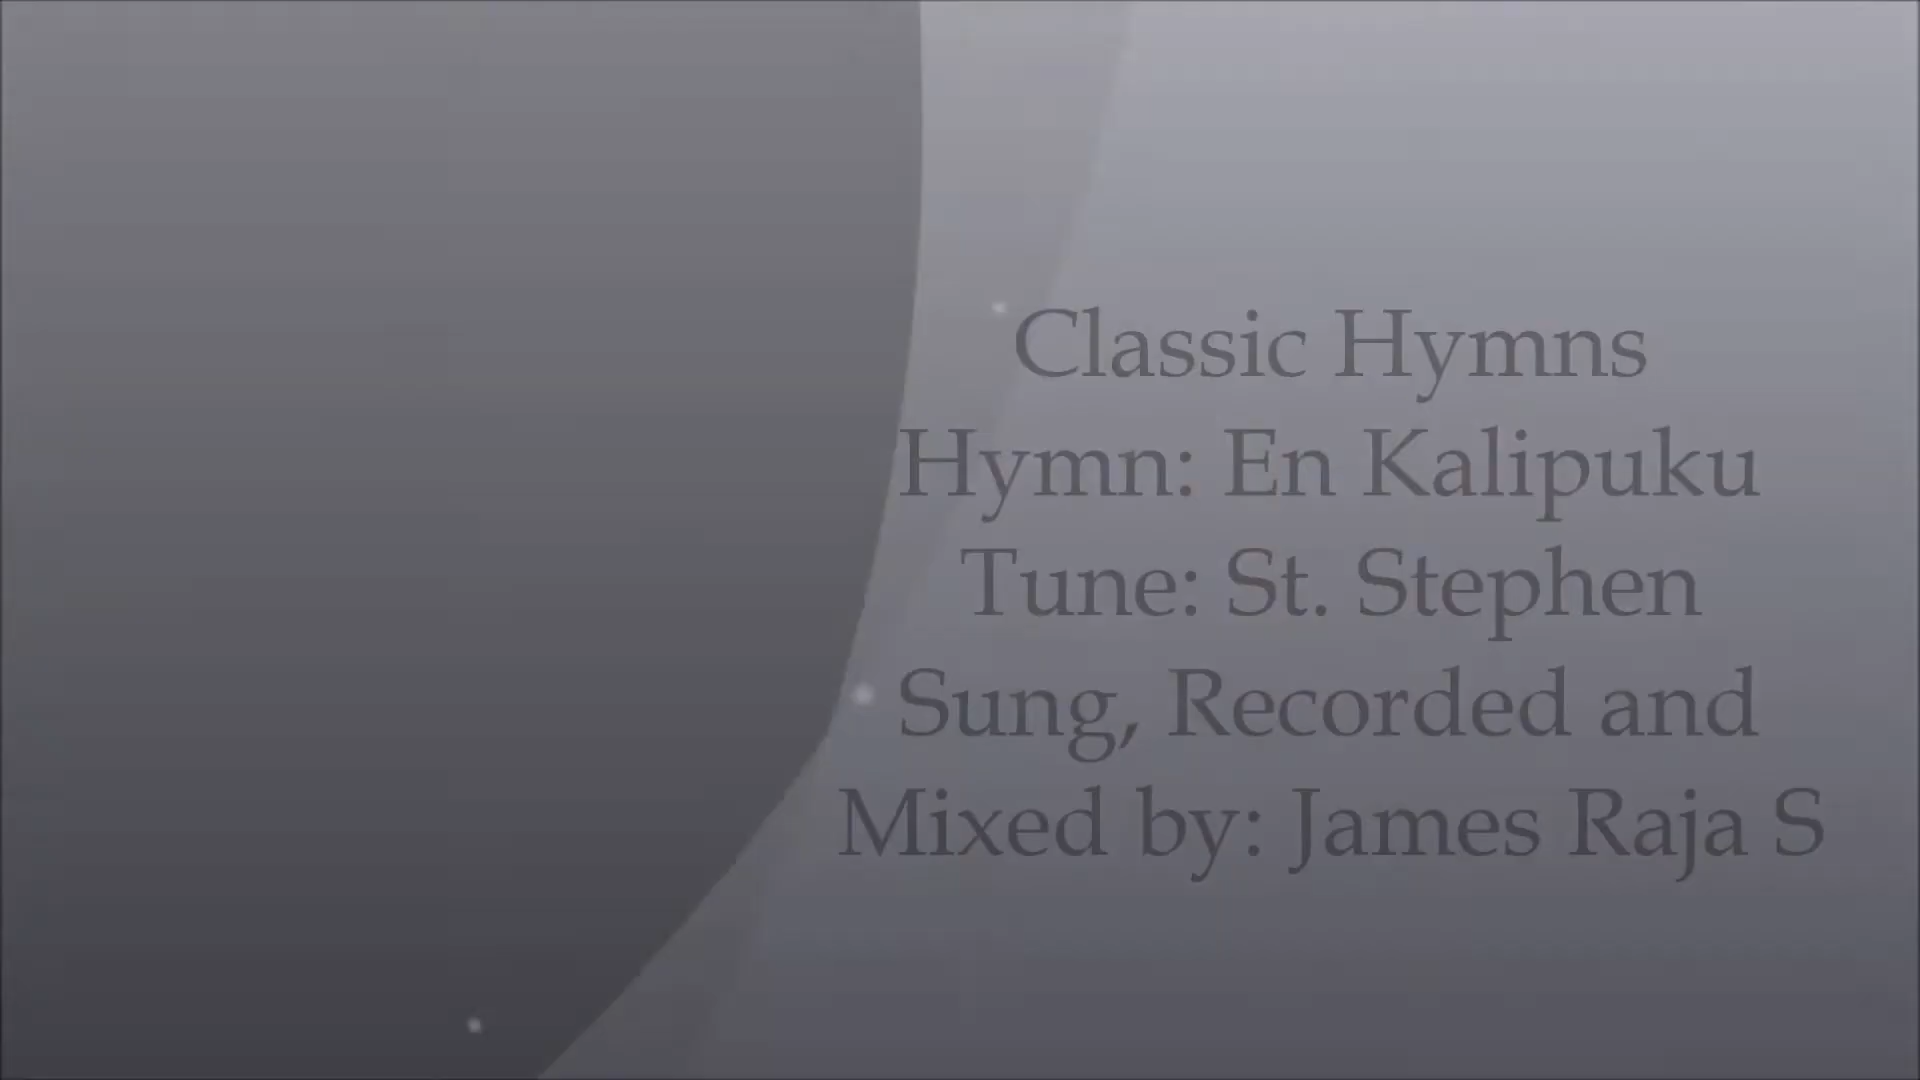 Classic Hymns
Hymn: En Kalipuku
Tune: St. Stephen
Sung, Recorded and
Mixed by: James Raja S